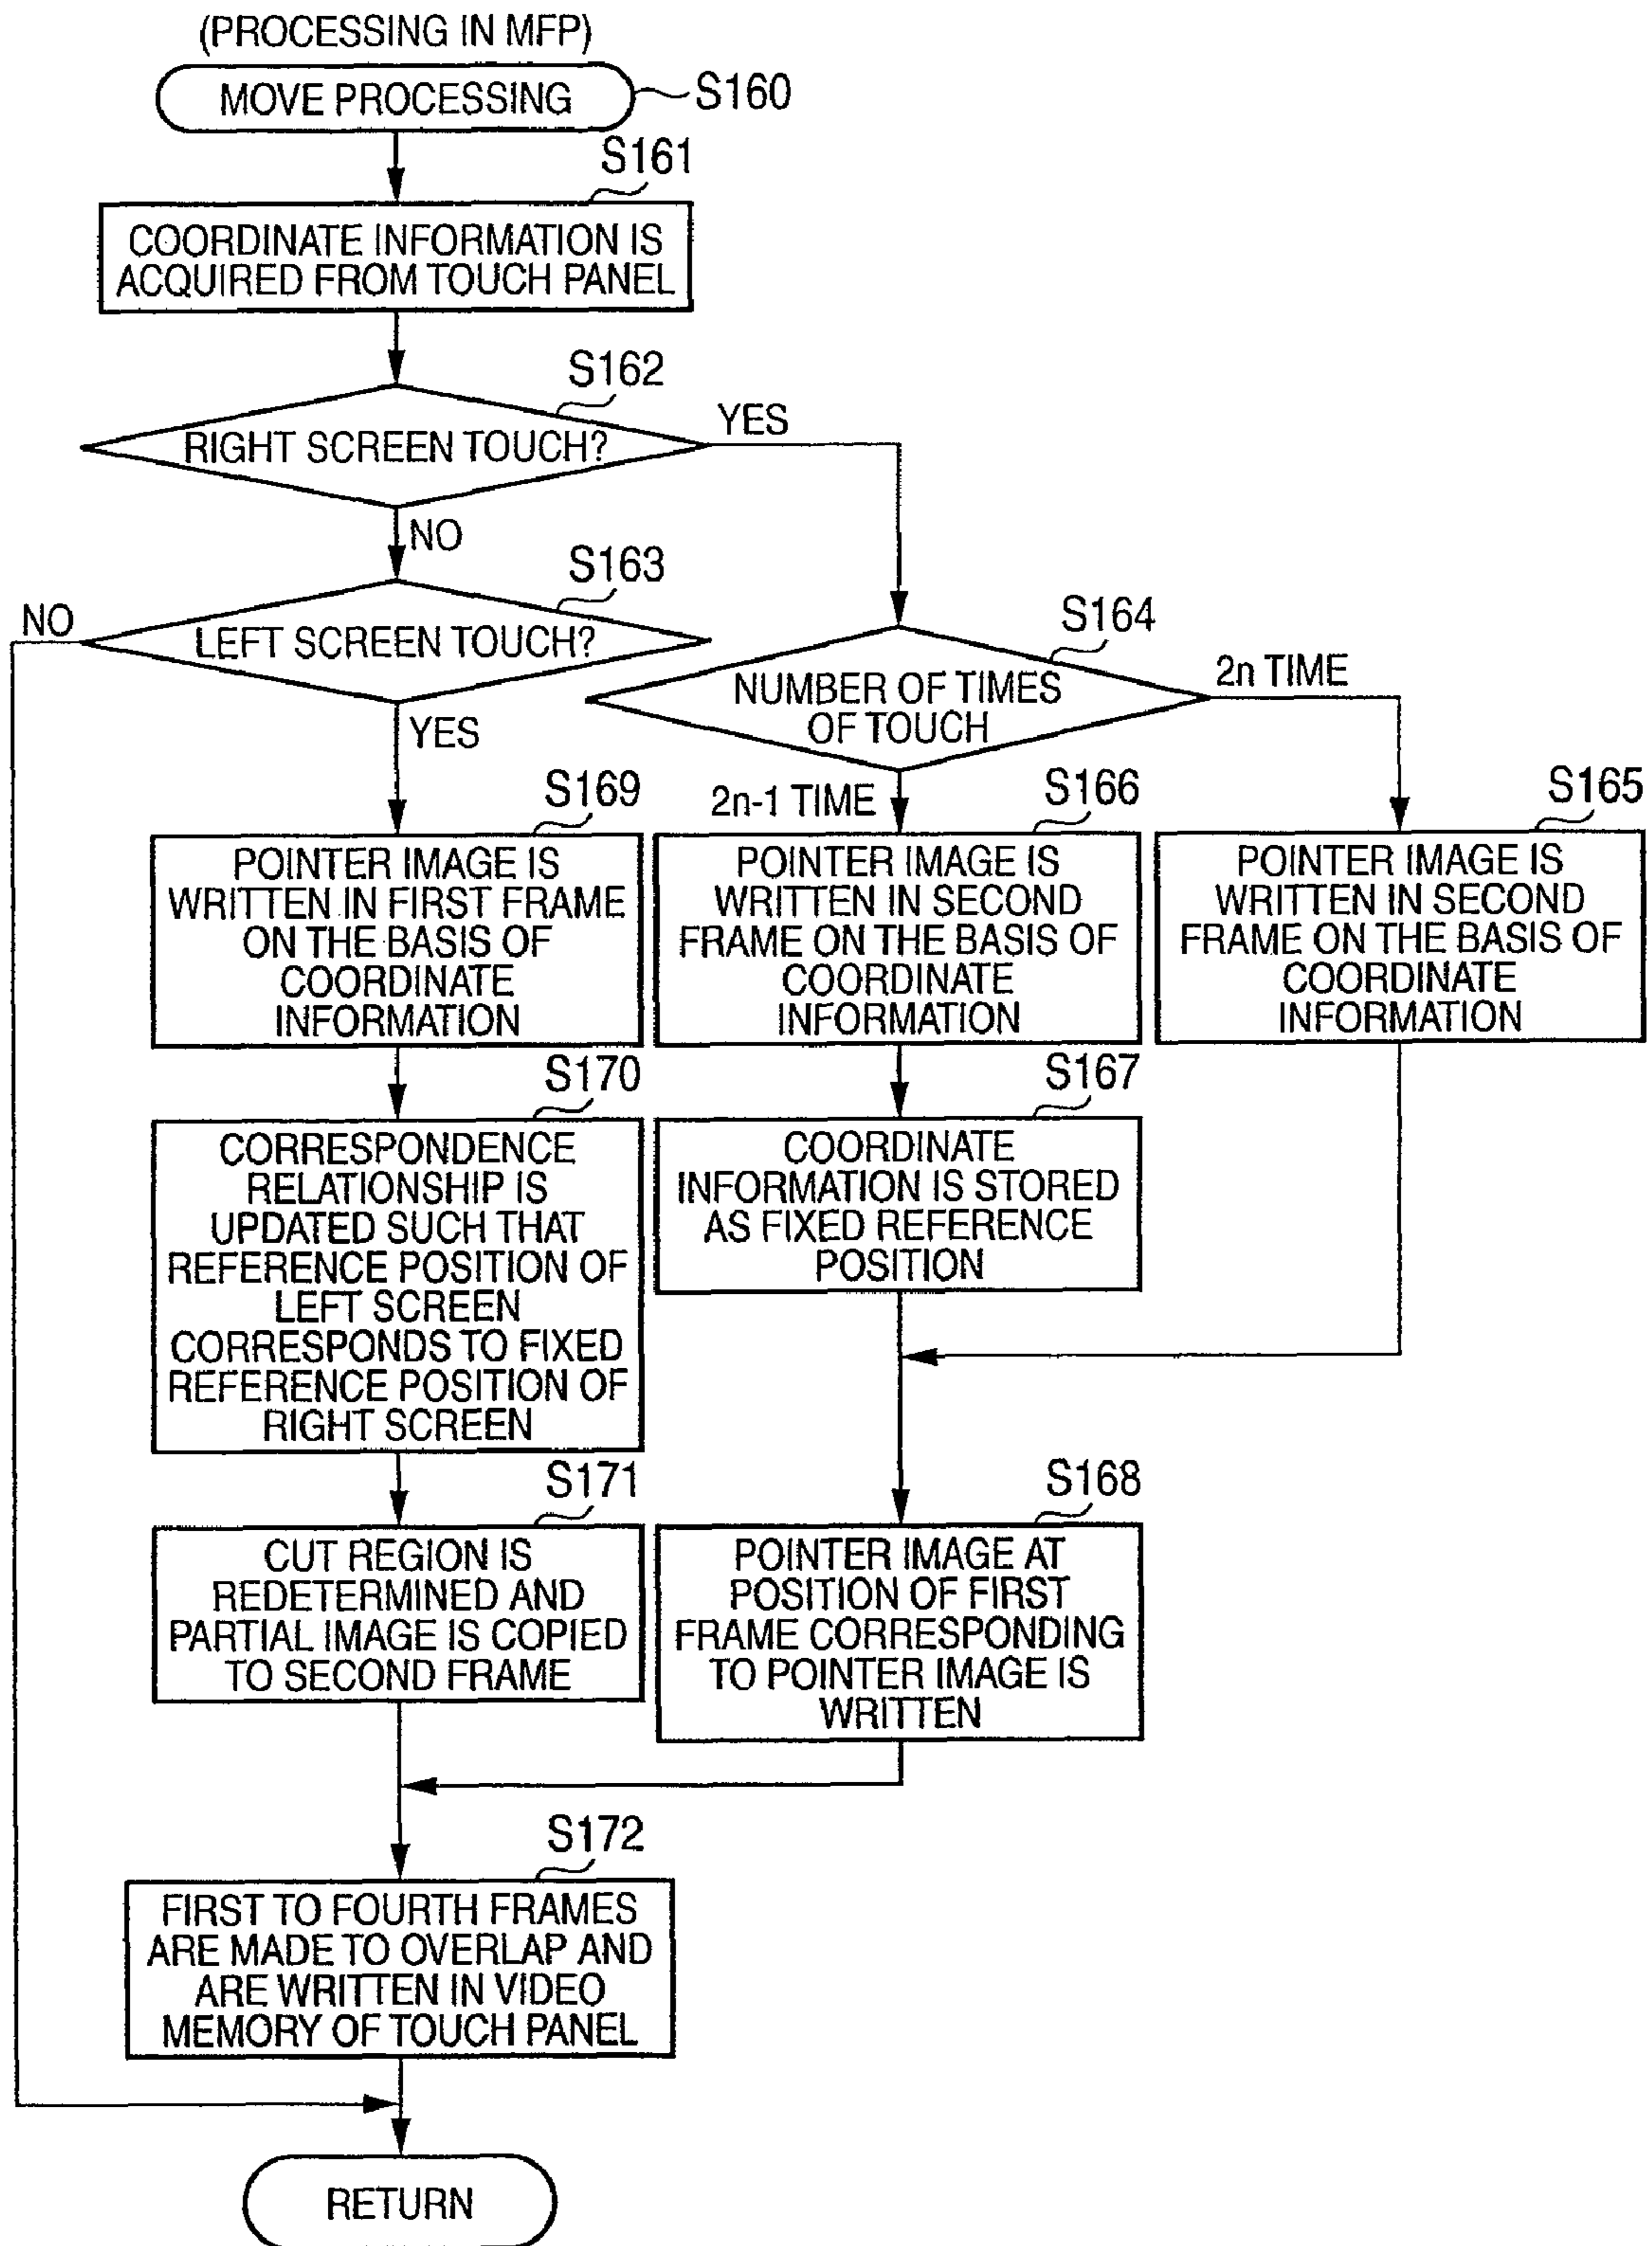 (PROCESSING IN MFP)
MOVE PROCESSING
S160
S161
COORDINATE INFORMATION IS
ACQUIRED FROM TOUCH PANEL
S162
RIGHT SCREEN TOUCH?
YES
NO
S163
LEFT SCREEN TOUCH?
NO
YES
S164
NUMBER OF TIMES
OF TOUCH
2n TIME
2n-1 TIME
S169
POINTER IMAGE IS
WRITTEN IN FIRST FRAME
ON THE BASIS OF
COORDINATE
INFORMATION
S166
POINTER IMAGE IS
WRITTEN IN SECOND
FRAME ON THE BASIS OF
COORDINATE
INFORMATION
S165
POINTER IMAGE IS
WRITTEN IN SECOND
FRAME ON THE BASIS OF
COORDINATE
INFORMATION
S170
CORRESPONDENCE
RELATIONSHIP IS
UPDATED SUCH THAT
REFERENCE POSITION OF
LEFT SCREEN
CORRESPONDS TO FIXED
REFERENCE POSITION OF
RIGHT SCREEN
S167
COORDINATE
INFORMATION IS STORED
AS FIXED REFERENCE
POSITION
S171
CUT REGION IS
REDETERMINED AND
PARTIAL IMAGE IS COPIED
TO SECOND FRAME
S168
POINTER IMAGE AT
POSITION OF FIRST
FRAME CORRESPONDING
TO POINTER IMAGE IS
WRITTEN
S172
FIRST TO FOURTH FRAMES
ARE MADE TO OVERLAP AND
ARE WRITTEN IN VIDEO
MEMORY OF TOUCH PANEL
RETURN